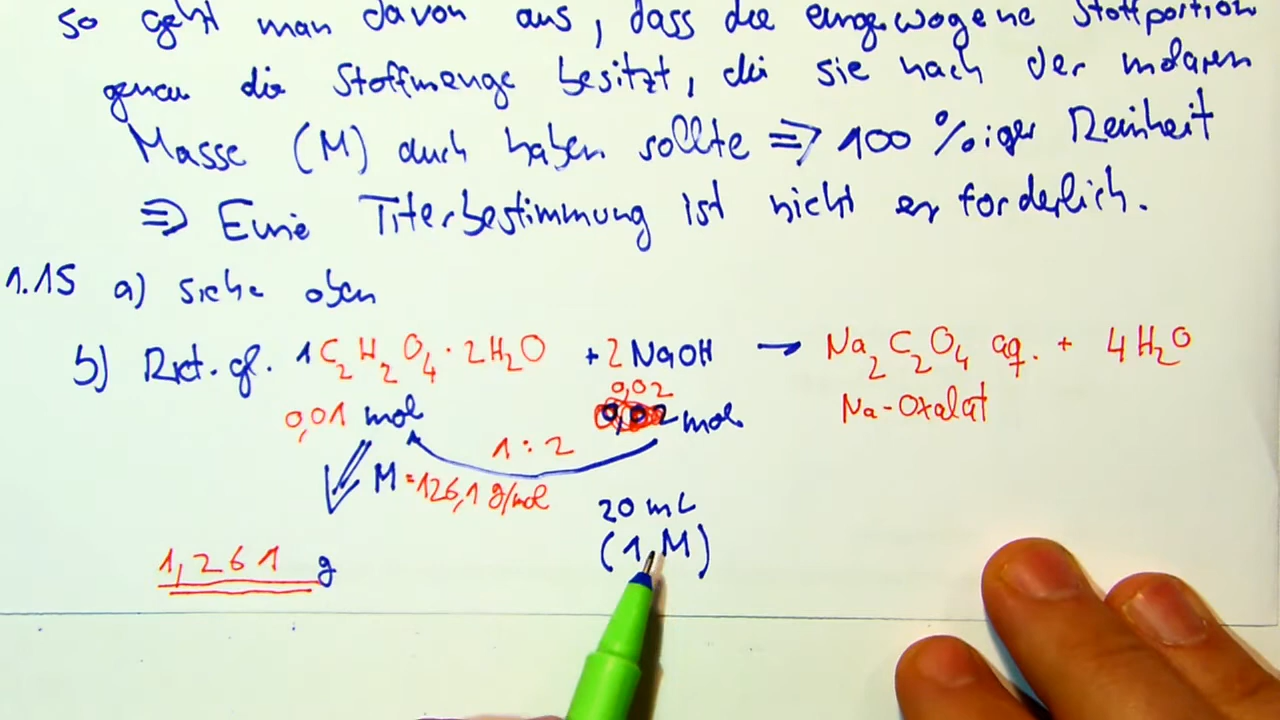 so geht man davon aus, dass die eingewogene Stoffportion
genau die Stoffmenge besitzt, die sie nach der molaren
Masse (M) auch haben sollte ⇒ 100 %iger Reinheit
⇒ Eine Titerbestimmung ist nicht erforderlich.
1.15 a) siehe oben
b) Rkt. gl. 1 C₂H₂O₄ · 2H₂O + 2 NaOH → Na₂C₂O₄ aq. + 4 H₂O
0,02
0,01 mol 0,02 mol Na-Oxalat
1 : 2
M = 126,1 g/mol
20 mL
1,261 g (1 M)